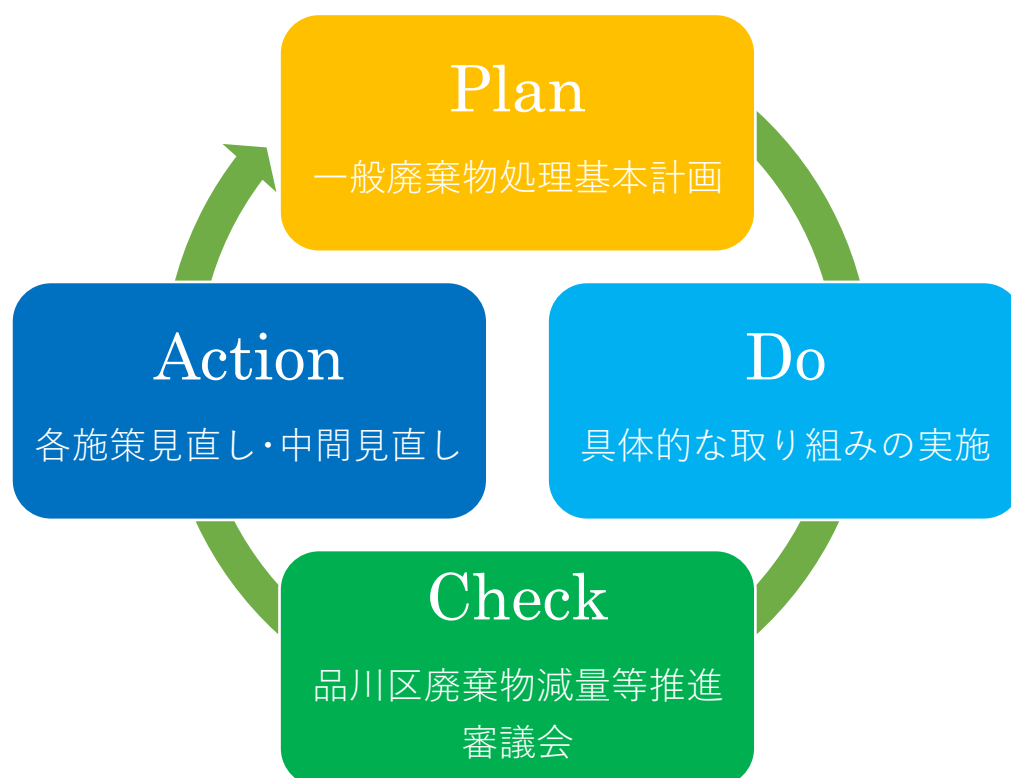 Plan
一般廃棄物処理基本計画
Action
各施策見直し・中間見直し
Do
具体的な取り組みの実施
Check
品川区廃棄物減量等推進
審議会